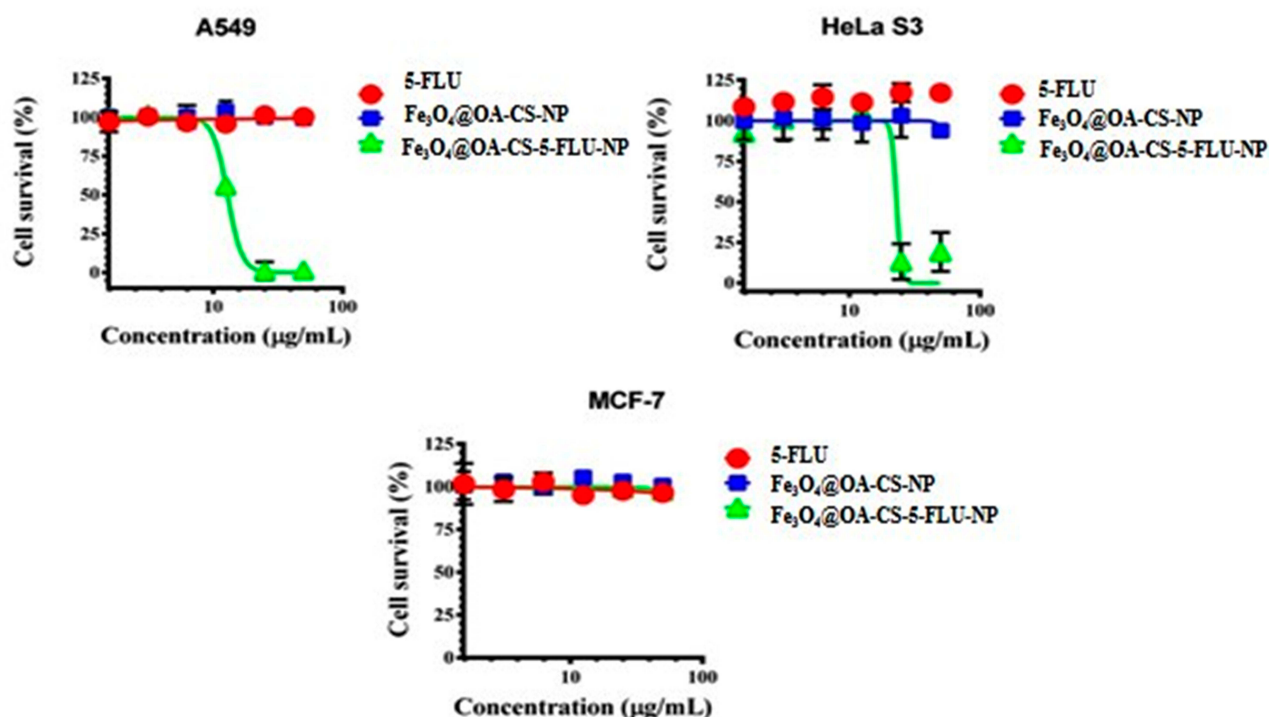 A549
125
100
75
50
25
0
Cell survival (%)
10
100
Concentration (µg/mL)
5-FLU
Fe₃O₄@OA-CS-NP
Fe₃O₄@OA-CS-5-FLU-NP
HeLa S3
125
100
75
50
25
0
Cell survival (%)
10
100
Concentration (µg/mL)
5-FLU
Fe₃O₄@OA-CS-NP
Fe₃O₄@OA-CS-5-FLU-NP
MCF-7
125
100
75
50
25
0
Cell survival (%)
10
100
Concentration (µg/mL)
5-FLU
Fe₃O₄@OA-CS-NP
Fe₃O₄@OA-CS-5-FLU-NP